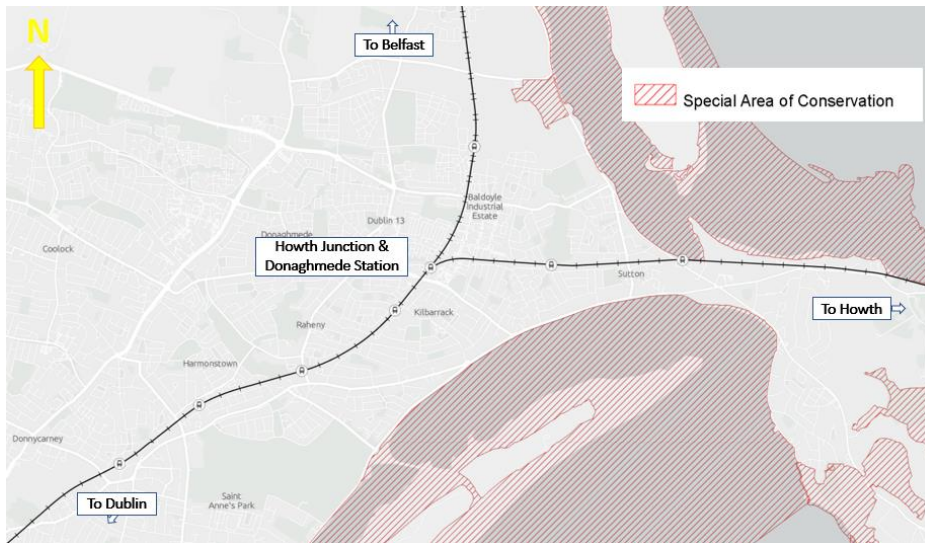 N
To Belfast
Special Area of Conservation
Baldoyle
Industrial
Estate
Dublin 13
Donaghmede
Howth Junction &
Donaghmede Station
Coolock
Sutton
To Howth
Kilbarrack
Raheny
Harmonstown
Donnycarney
To Dublin
Saint
Anne's Park